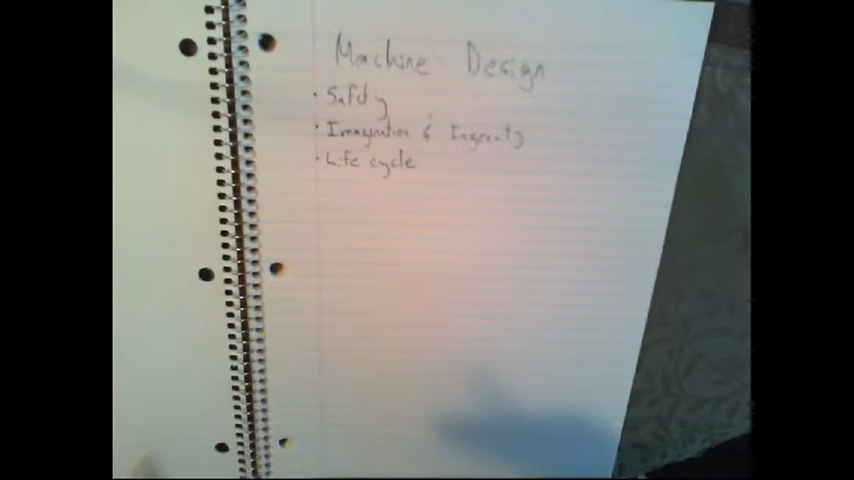 Machine Design
· Safety
· Imagination & Ingenuity
· Life cycle